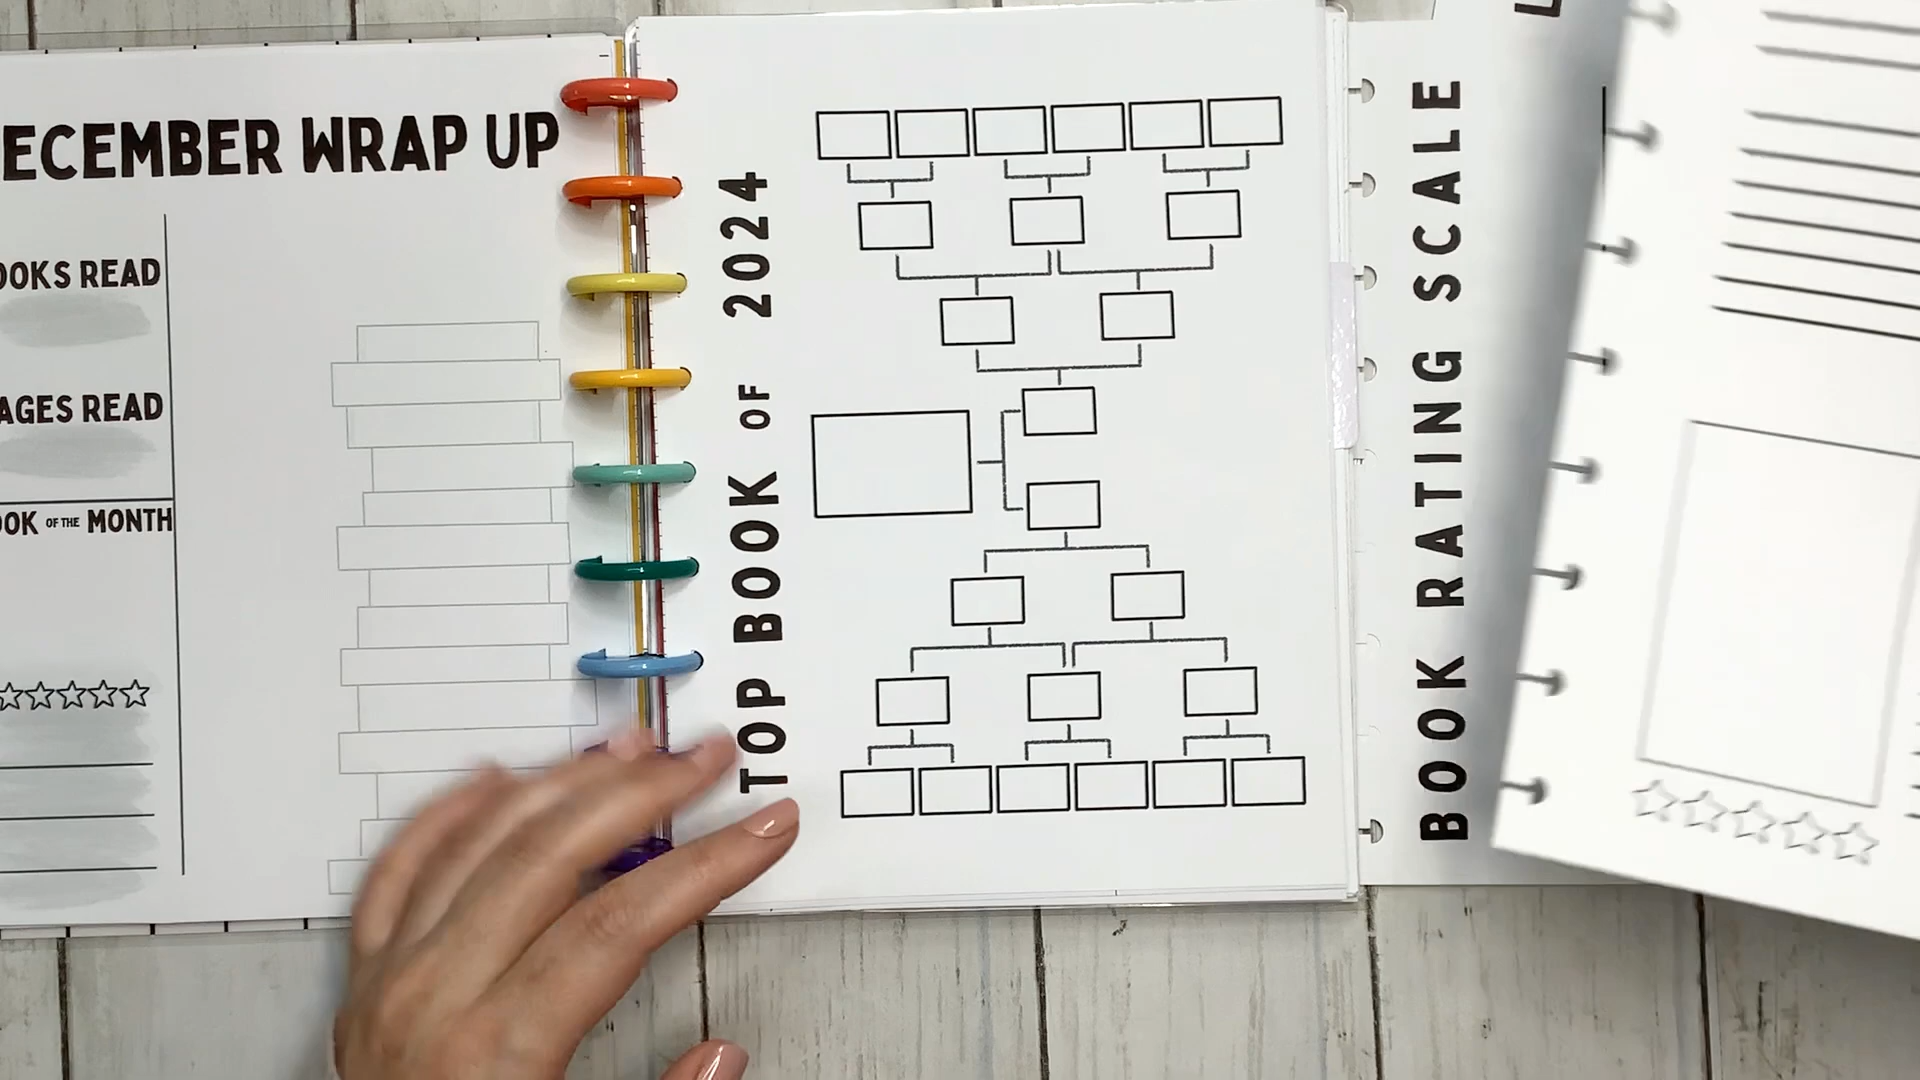 ECEMBER WRAP UP
OOKS READ
AGES READ
OOK OF THE MONTH
TOP BOOK OF 2024
BOOK RATING SCALE